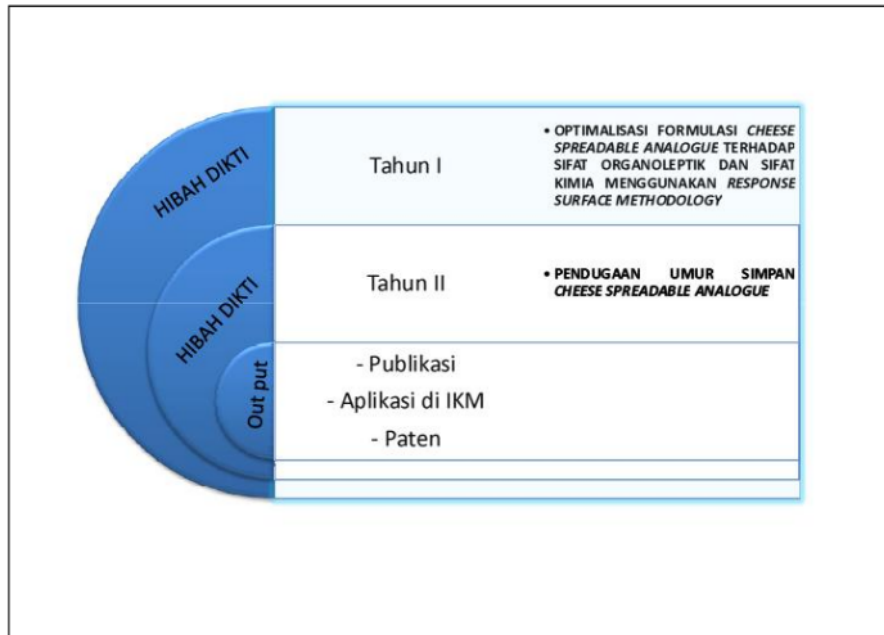 HIBAH DIKTI
Tahun I
• OPTIMALISASI FORMULASI CHEESE
SPREADABLE ANALOGUE TERHADAP
SIFAT ORGANOLEPTIK DAN SIFAT
KIMIA MENGGUNAKAN RESPONSE
SURFACE METHODOLOGY
HIBAH DIKTI
Tahun II
• PENDUGAAN UMUR SIMPAN
CHEESE SPREADABLE ANALOGUE
Out put
- Publikasi
- Aplikasi di IKM
- Paten